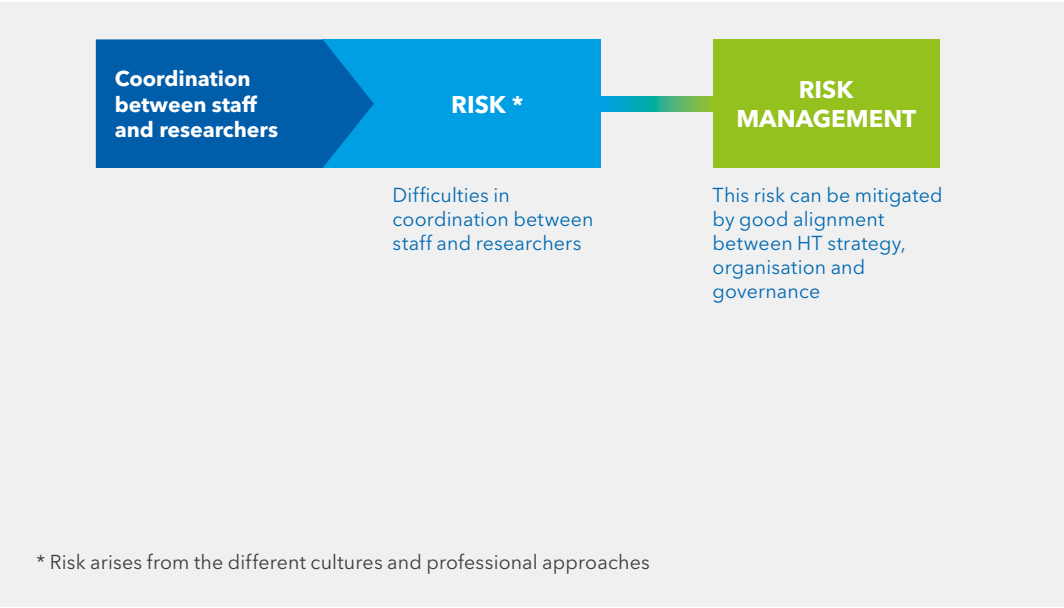 Coordination
between staff
and researchers
RISK *
RISK
MANAGEMENT
Difficulties in
coordination between
staff and researchers
This risk can be mitigated
by good alignment
between HT strategy,
organisation and
governance
* Risk arises from the different cultures and professional approaches